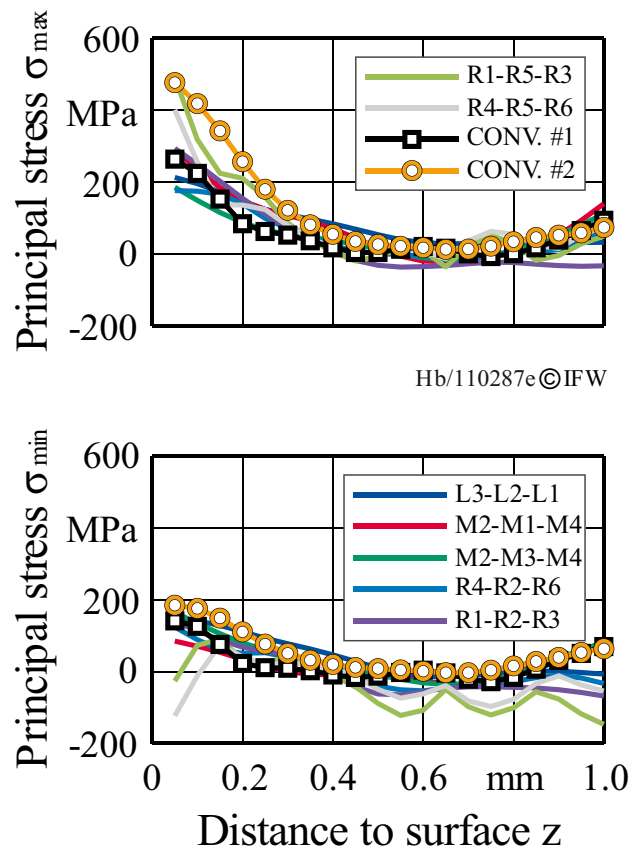 Principal stress σmax
600
MPa
200
0
-200
R1-R5-R3
R4-R5-R6
CONV. #1
CONV. #2
Hb/110287e©IFW
Principal stress σmin
600
MPa
200
0
-200
L3-L2-L1
M2-M1-M4
M2-M3-M4
R4-R2-R6
R1-R2-R3
0 0.2 0.4 0.6 mm 1.0
Distance to surface z